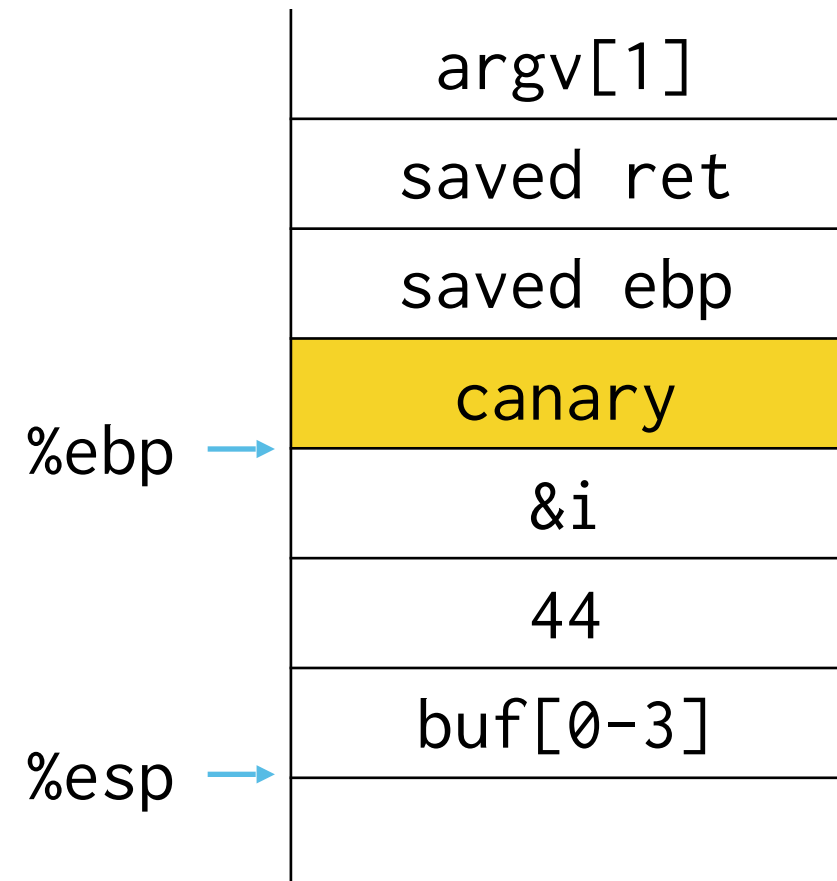 argv[1]
saved ret
saved ebp
canary
%ebp
&i
44
buf[0-3]
%esp